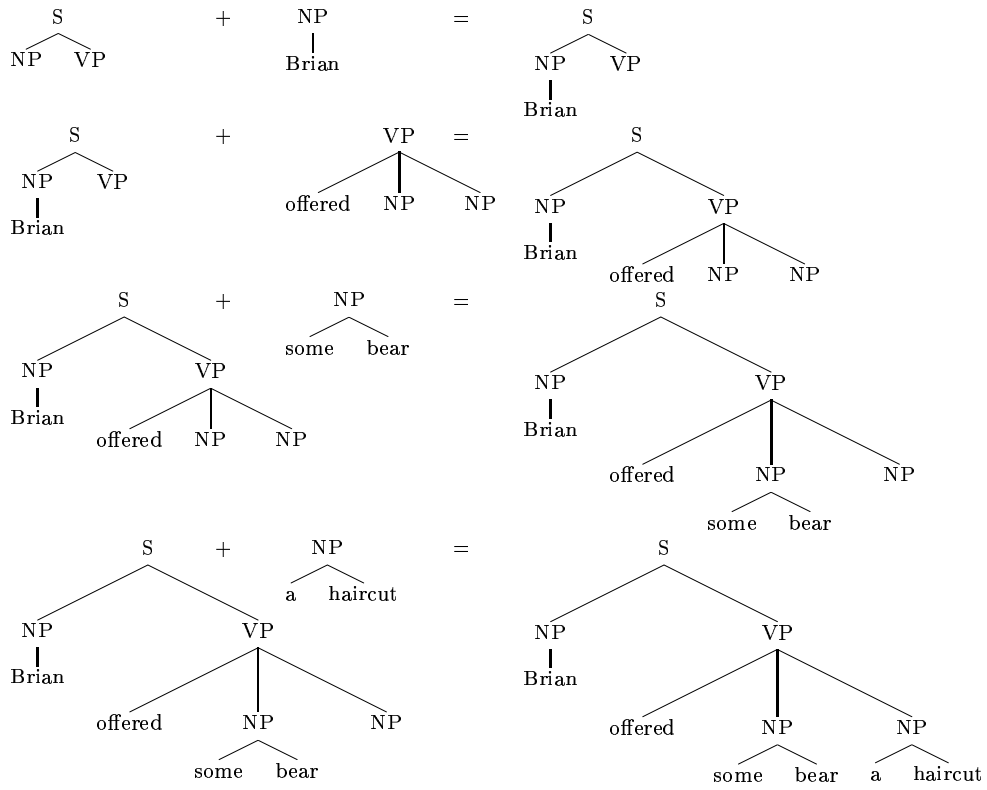 S + NP = S
NP VP Brian NP VP
Brian
S + VP = S
NP VP offered NP NP NP VP
Brian Brian offered NP NP
S + NP = S
NP VP some bear NP VP
Brian offered NP NP Brian offered NP NP
some bear
S + NP = S
NP VP a haircut NP VP
Brian offered NP NP Brian offered NP NP
some bear some bear a haircut